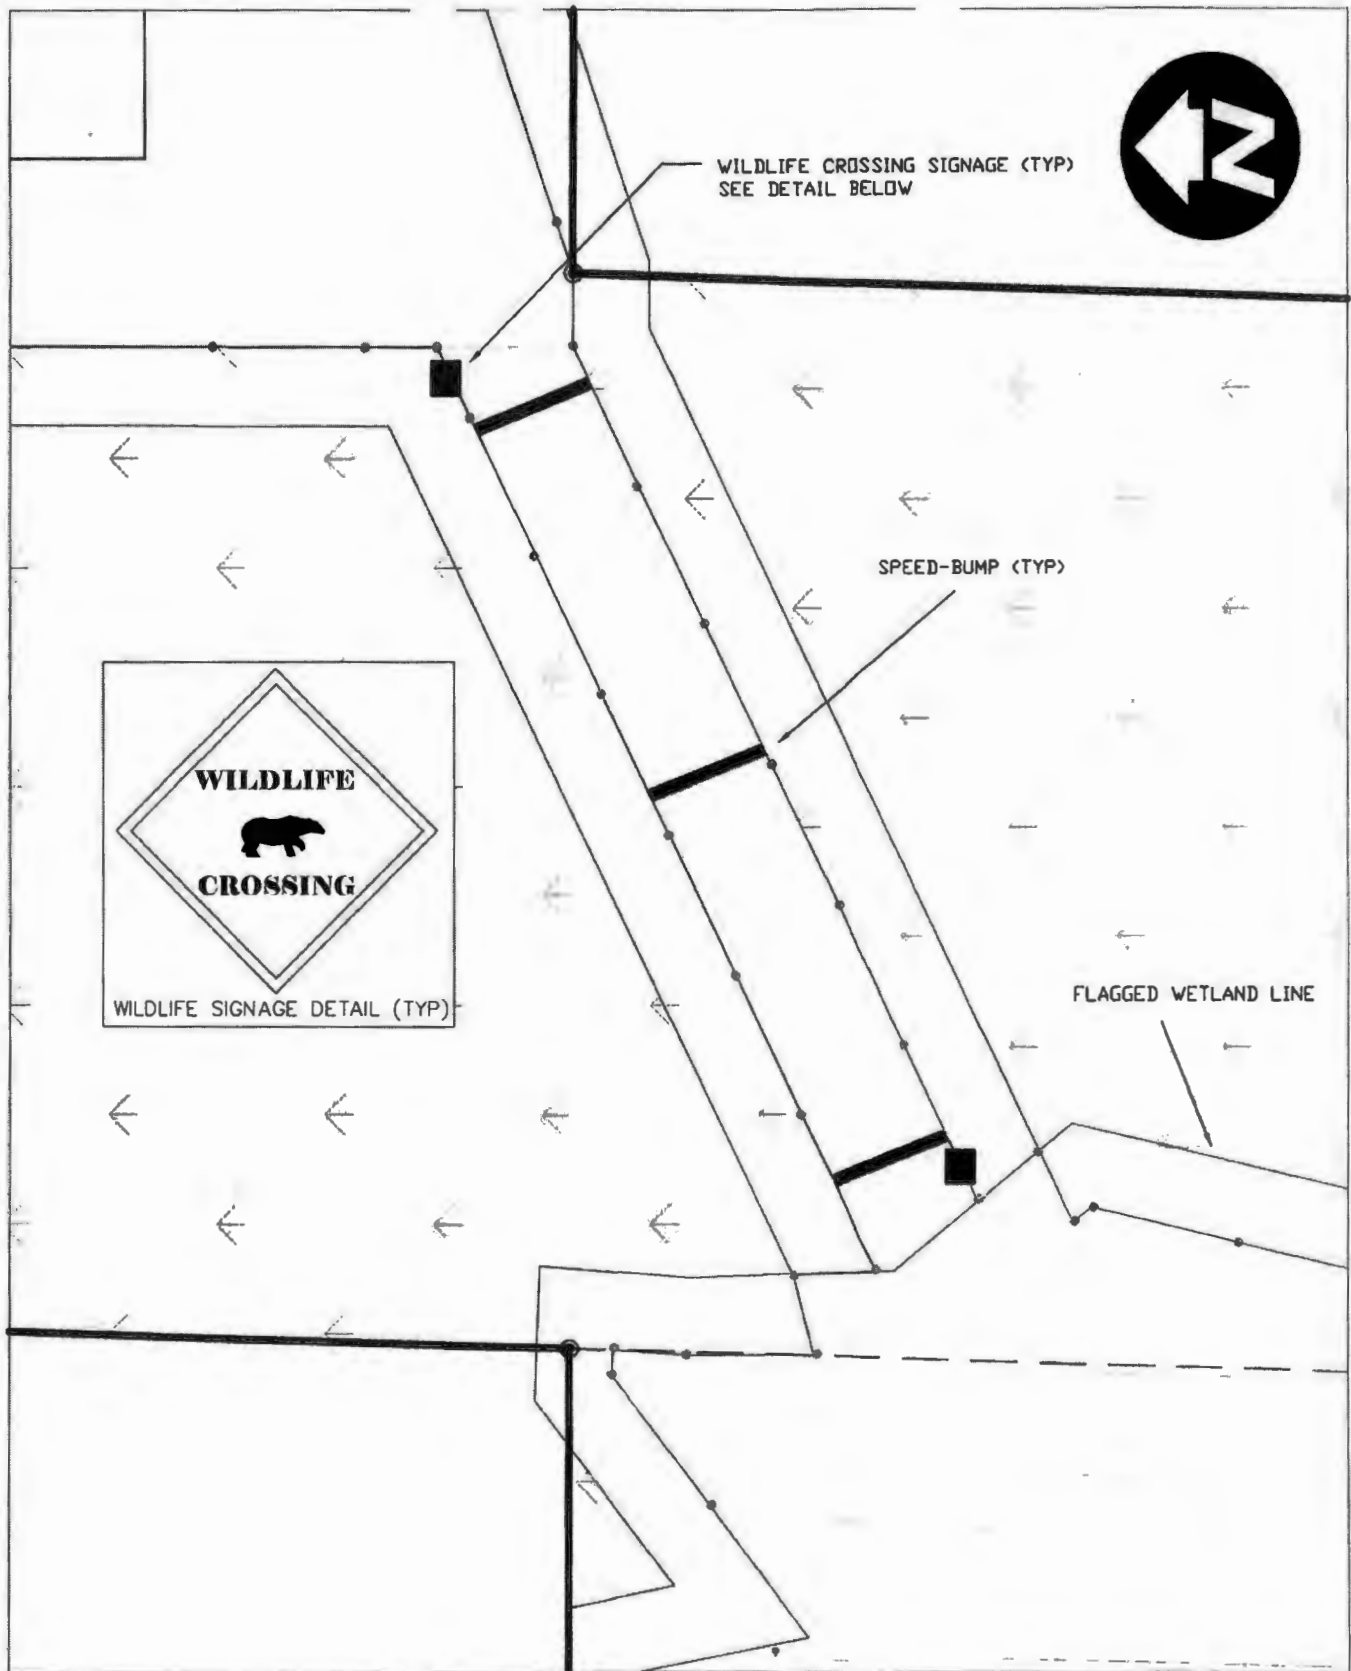 N
WILDLIFE CROSSING SIGNAGE (TYP)
SEE DETAIL BELOW
SPEED-BUMP (TYP)
WILDLIFE
CROSSING
WILDLIFE SIGNAGE DETAIL (TYP)
FLAGGED WETLAND LINE